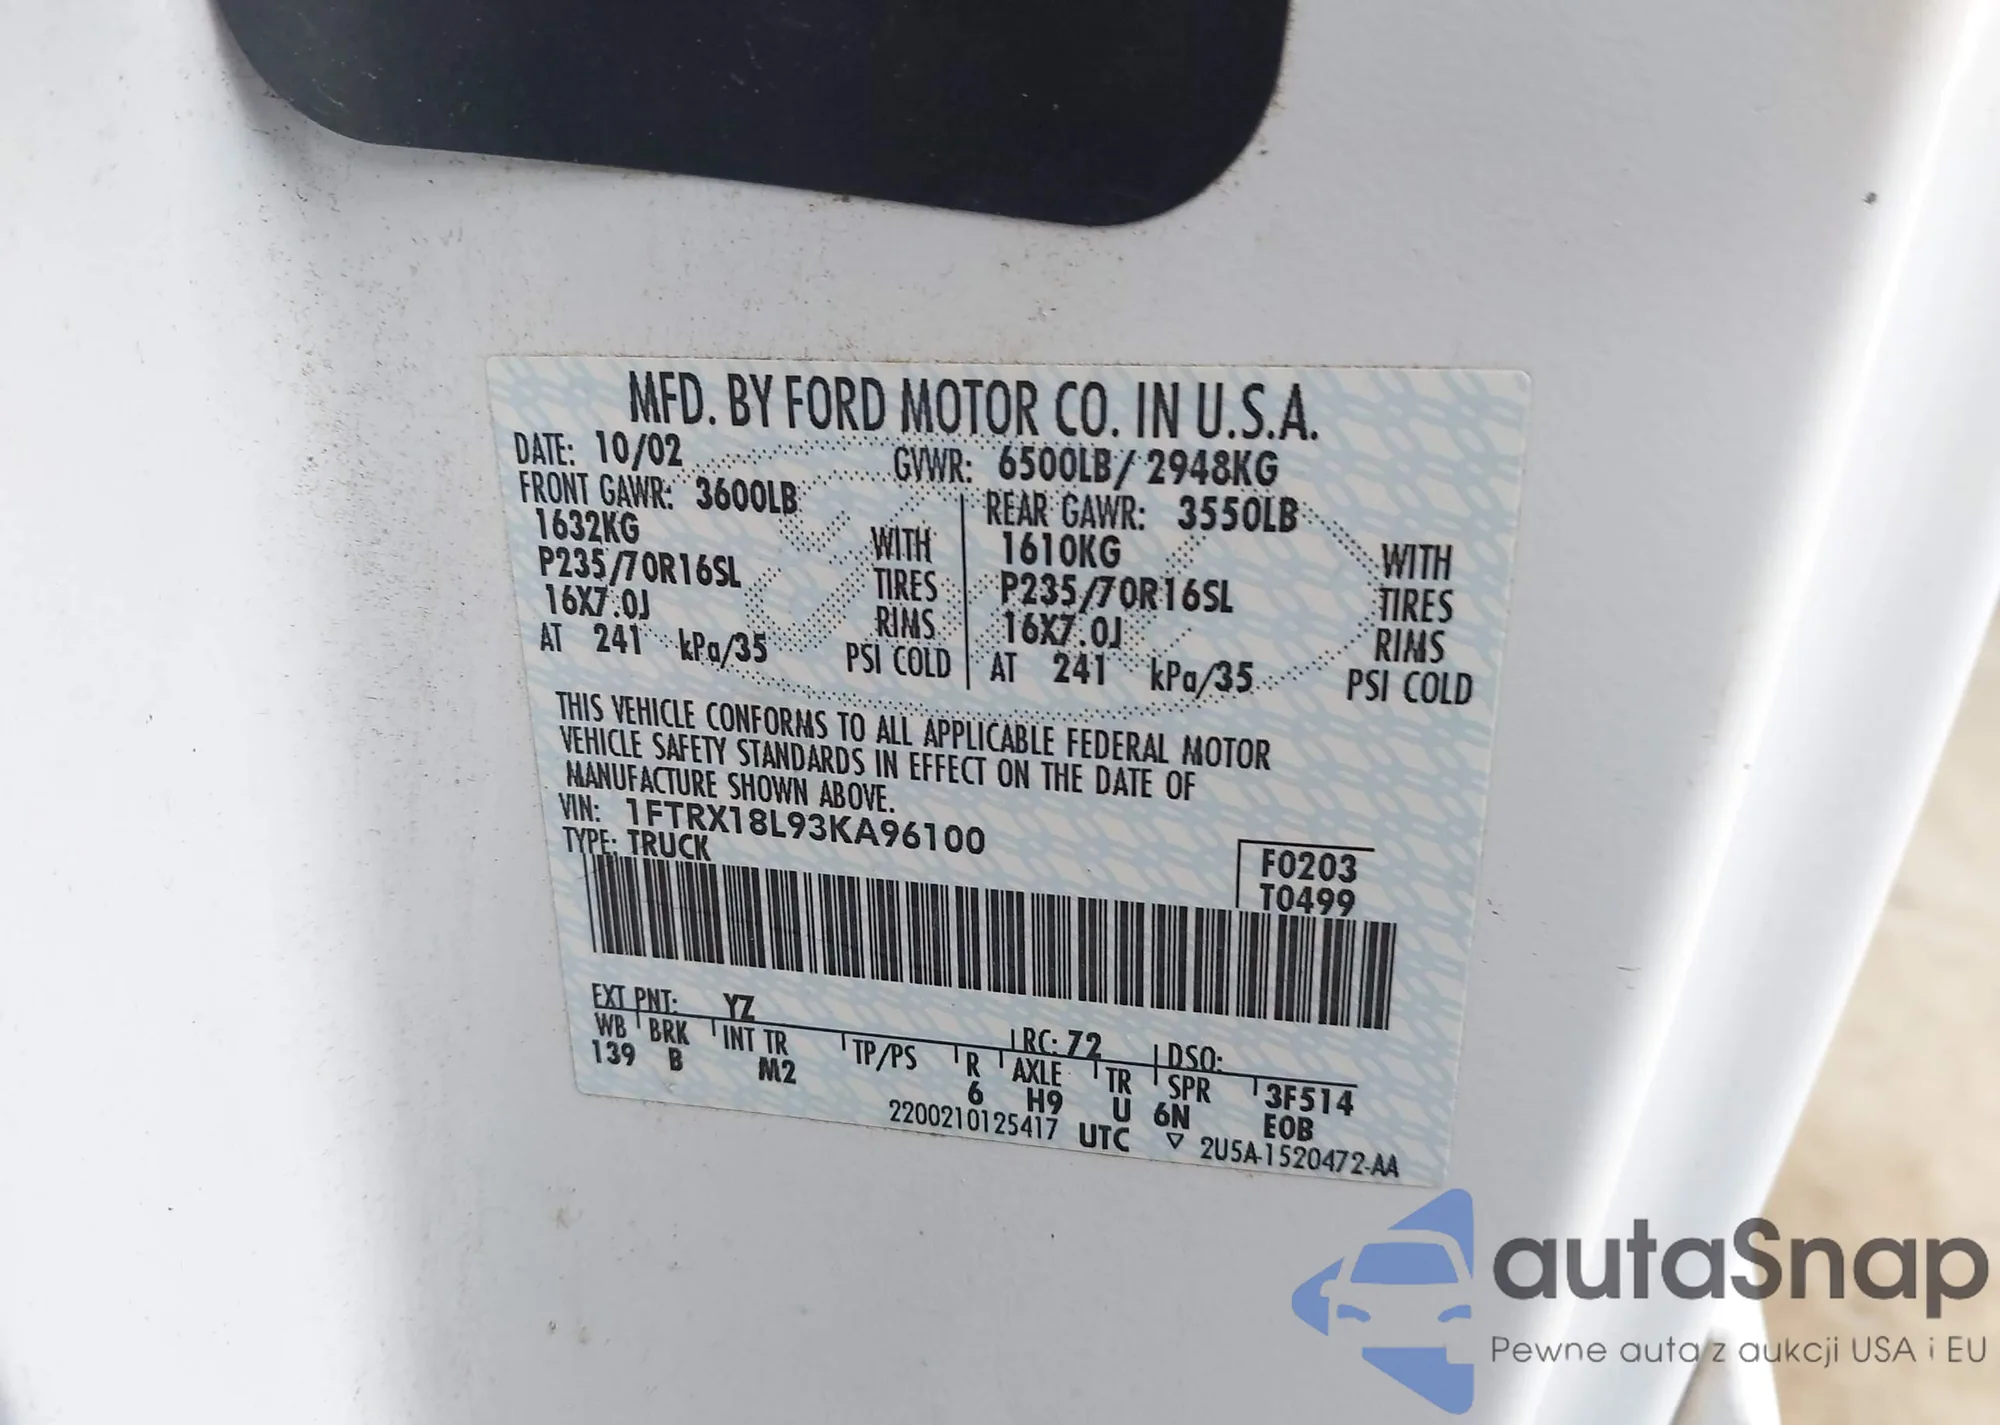 MFD. BY FORD MOTOR CO. IN U.S.A.
DATE: 10/02 GVWR: 6500LB/ 2948KG
FRONT GAWR: 3600LB REAR GAWR: 3550LB
1632KG WITH 1610KG WITH
P235/70R16SL TIRES P235/70R16SL TIRES
16X7.0J RIMS 16X7.0J RIMS
AT 241 kPa/35 PSI COLD AT 241 kPa/35 PSI COLD
THIS VEHICLE CONFORMS TO ALL APPLICABLE FEDERAL MOTOR
VEHICLE SAFETY STANDARDS IN EFFECT ON THE DATE OF
MANUFACTURE SHOWN ABOVE.
VIN: 1FTRX18L93KA96100
TYPE: TRUCK
F0203
T0499
EXT PNT: YZ RC: 72 DSO:
WB BRK INT TR TP/PS R AXLE TR SPR 3F514
139 B M2 6 H9 U 6N EOB
2200210125417 UTC ▽ 2U5A-1520472-AA
autaSnap
Pewne auta z aukcji USA i EU